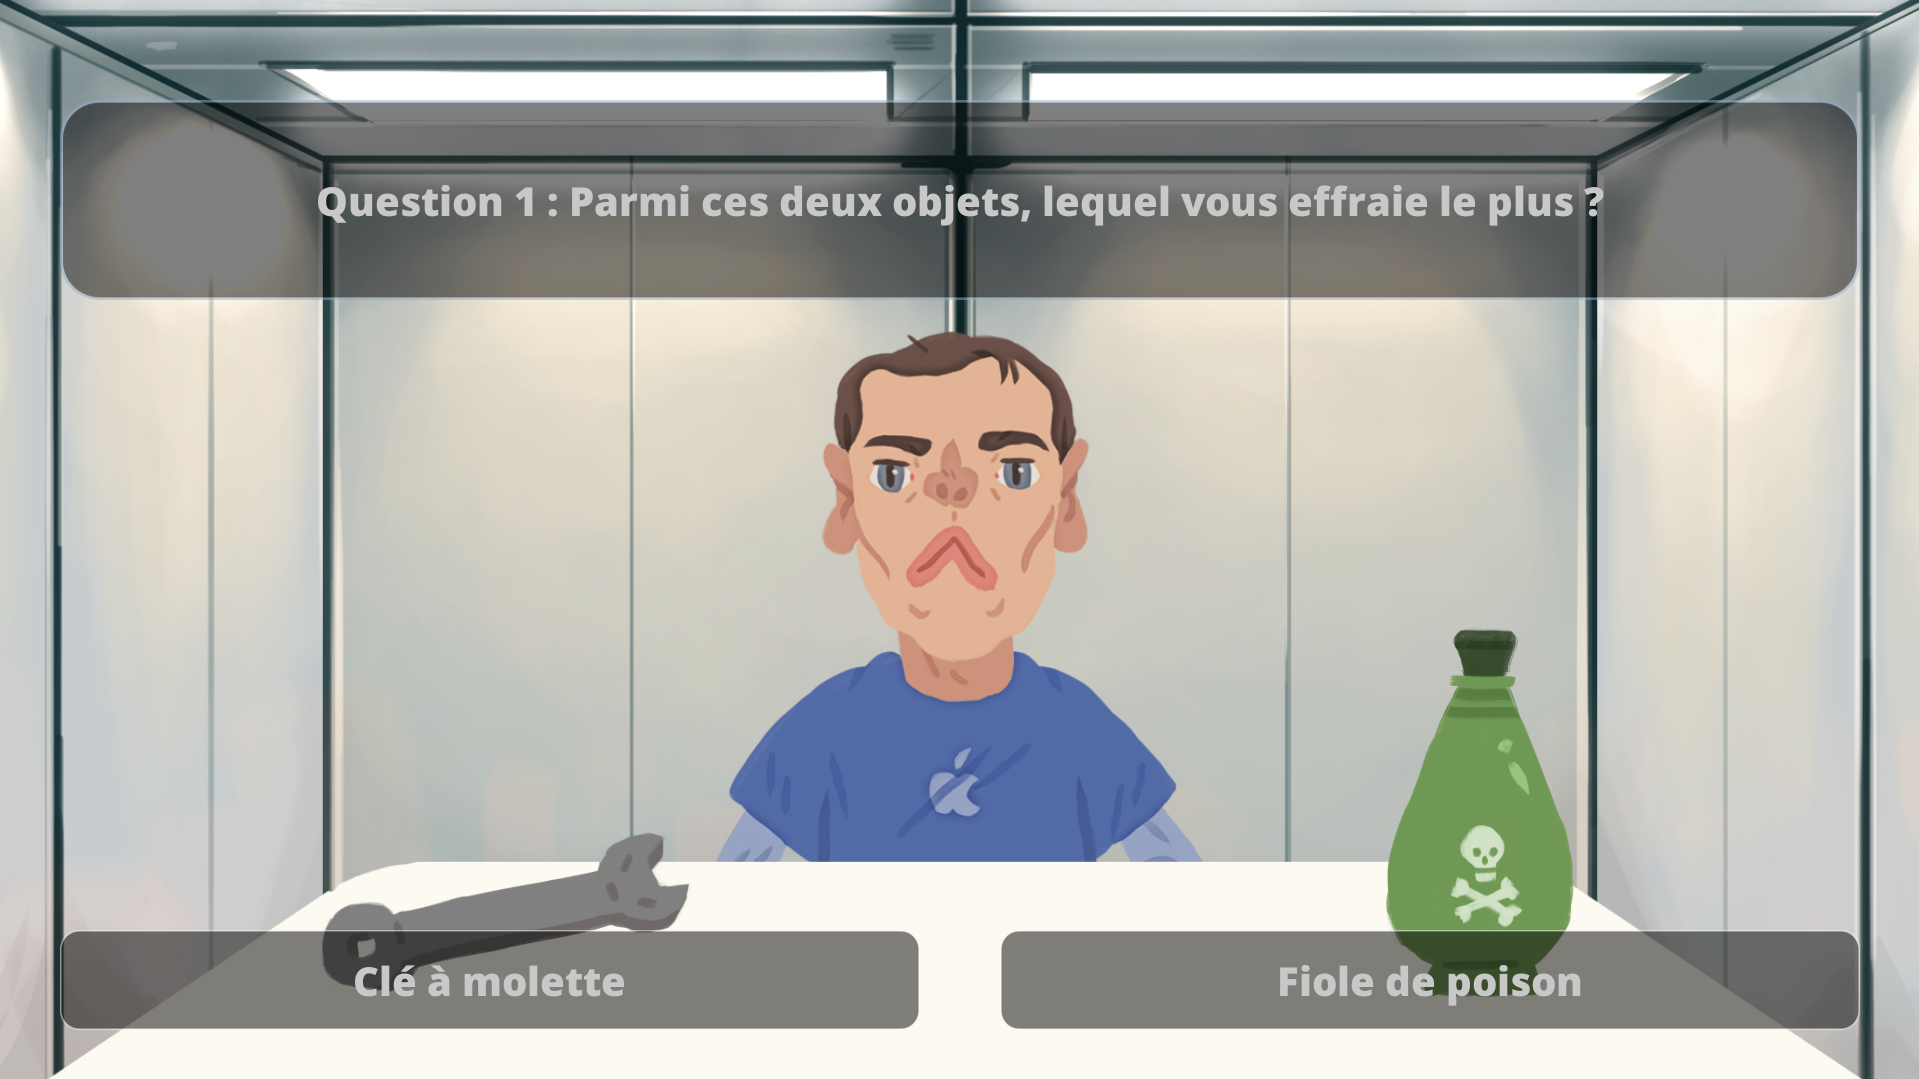 Question 1 : Parmi ces deux objets, lequel vous effraie le plus ?
Clé à molette
Fiole de poison